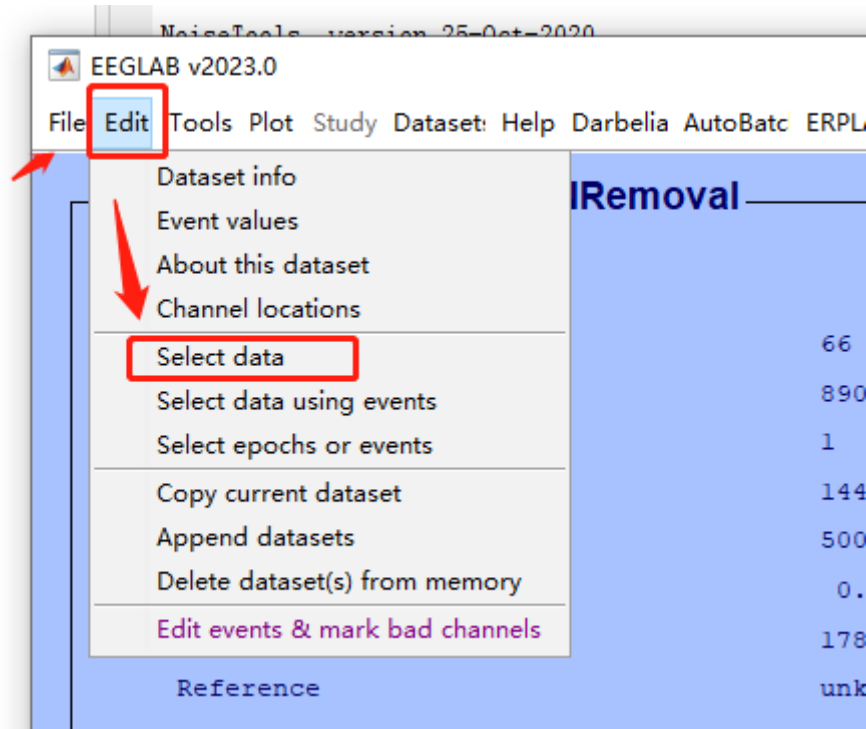 NoiseTools, version 25-Oct-2020
EEGLAB v2023.0
File Edit Tools Plot Study Datasets Help Darbelia AutoBatc ERPLA
Dataset info
lRemoval
Event values
About this dataset
Channel locations
Select data
66
Select data using events
890
Select epochs or events
1
Copy current dataset
144
Append datasets
500
Delete dataset(s) from memory
0.
Edit events & mark bad channels
178
Reference
unk